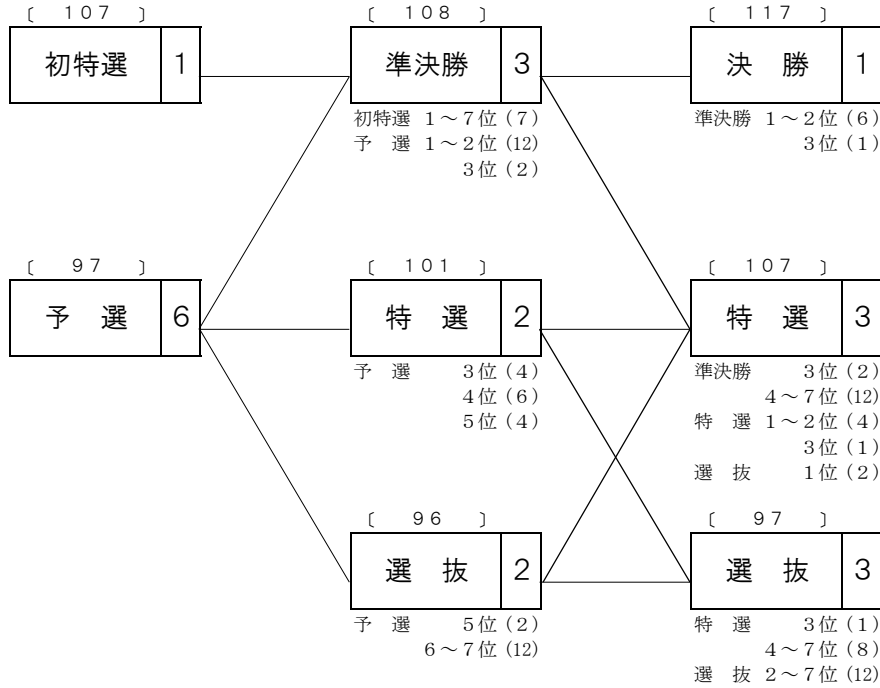 〔 １０７ 〕
初特選 1
〔 １０８ 〕
準決勝 3
初特選 １～７位（７）
予 選 １～２位（12）
３位（２）
〔 １１７ 〕
決 勝 1
準決勝 １～２位（６）
３位（１）
〔 ９７ 〕
予 選 6
〔 １０１ 〕
特 選 2
予 選 ３位（４）
４位（６）
５位（４）
〔 １０７ 〕
特 選 3
準決勝 ３位（２）
４～７位（12）
特 選 １～２位（４）
３位（１）
選 抜 １位（２）
〔 ９６ 〕
選 抜 2
予 選 ５位（２）
６～７位（12）
〔 ９７ 〕
選 抜 3
特 選 ３位（１）
４～７位（８）
選 抜 ２～７位（12）